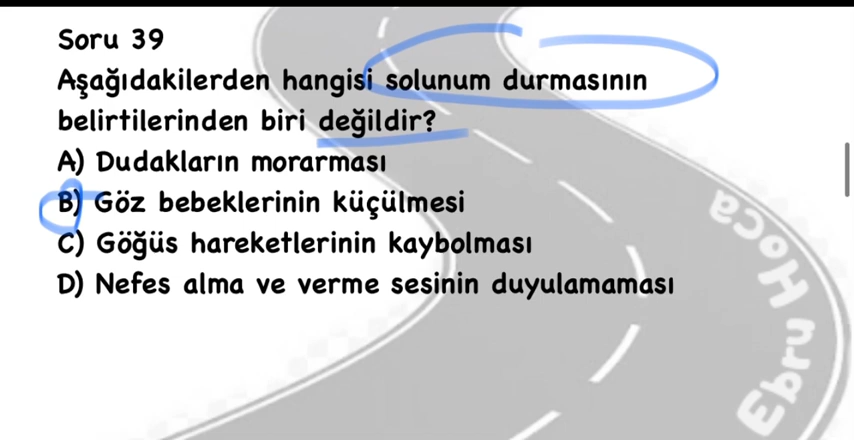 Soru 39
Aşağıdakilerden hangisi solunum durmasının
belirtilerinden biri değildir?
A) Dudakların morarması
B) Göz bebeklerinin küçülmesi
C) Göğüs hareketlerinin kaybolması
D) Nefes alma ve verme sesinin duyulamaması
Ebru Hoca